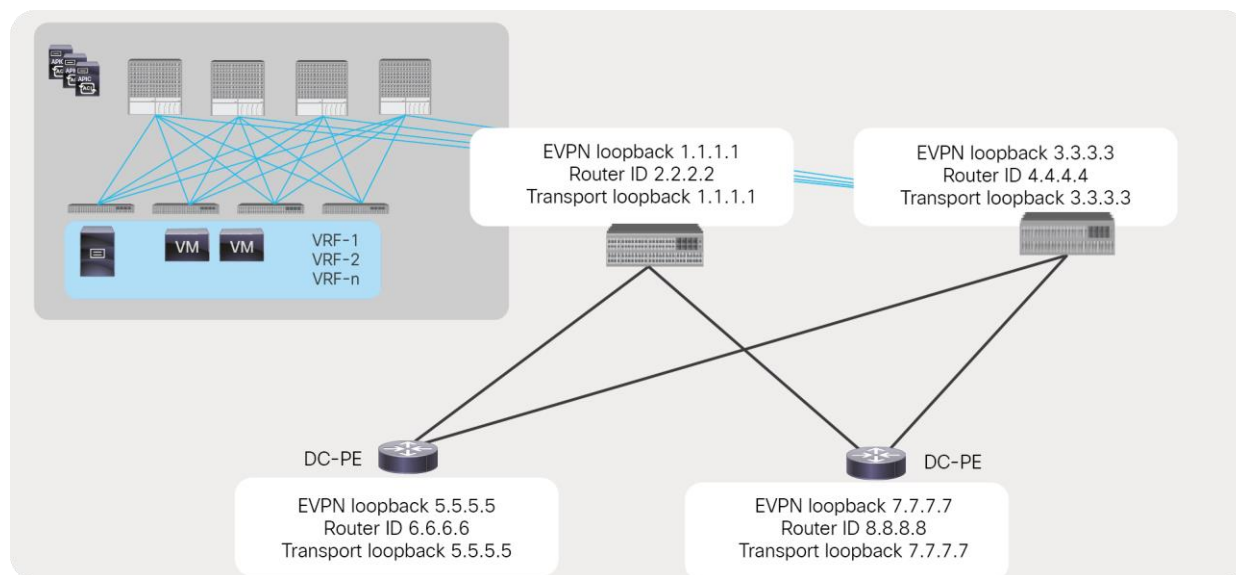 APIC
ACI
EVPN loopback 1.1.1.1
Router ID 2.2.2.2
Transport loopback 1.1.1.1
EVPN loopback 3.3.3.3
Router ID 4.4.4.4
Transport loopback 3.3.3.3
VM
VM
VRF-1
VRF-2
VRF-n
DC-PE
DC-PE
EVPN loopback 5.5.5.5
Router ID 6.6.6.6
Transport loopback 5.5.5.5
EVPN loopback 7.7.7.7
Router ID 8.8.8.8
Transport loopback 7.7.7.7